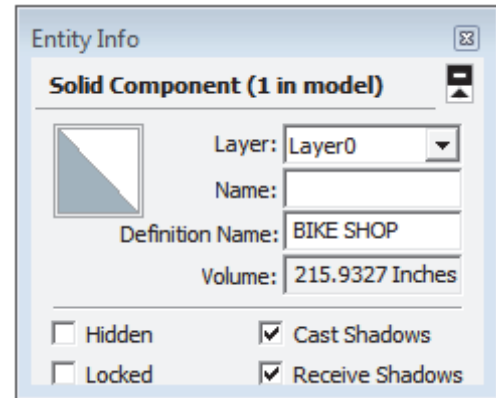 Entity Info
Solid Component (1 in model)
Layer: Layer0
Name:
Definition Name: BIKE SHOP
Volume: 215.9327 Inches
Hidden Cast Shadows
Locked Receive Shadows